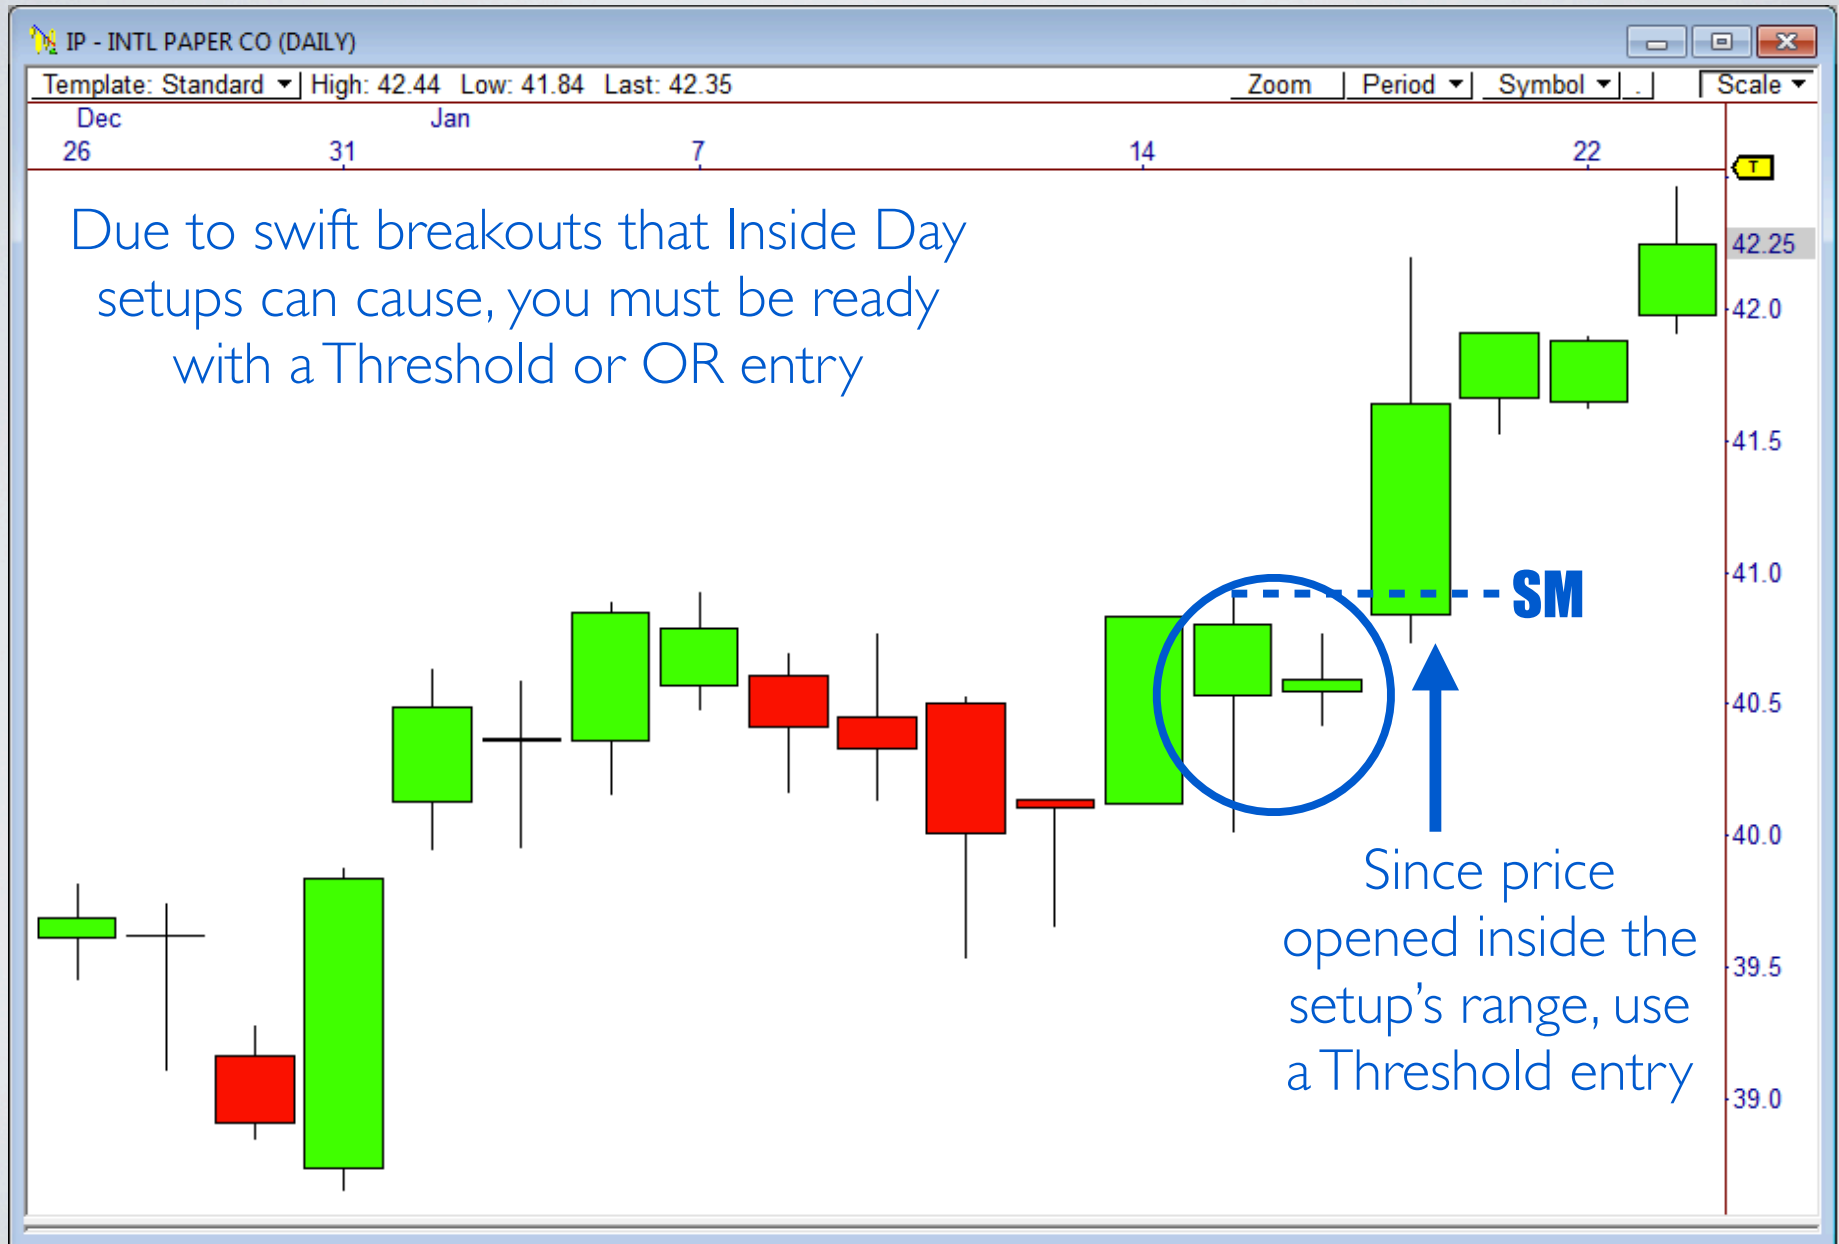 IP - INTL PAPER CO (DAILY)
Template: Standard High: 42.44 Low: 41.84 Last: 42.35 Zoom Period Symbol . Scale
Dec Jan
26 31 7 14 22
T
Due to swift breakouts that Inside Day
setups can cause, you must be ready
with a Threshold or OR entry
42.25
42.0
41.5
41.0
SM
40.5
40.0
Since price
opened inside the
setup's range, use
a Threshold entry
39.5
39.0